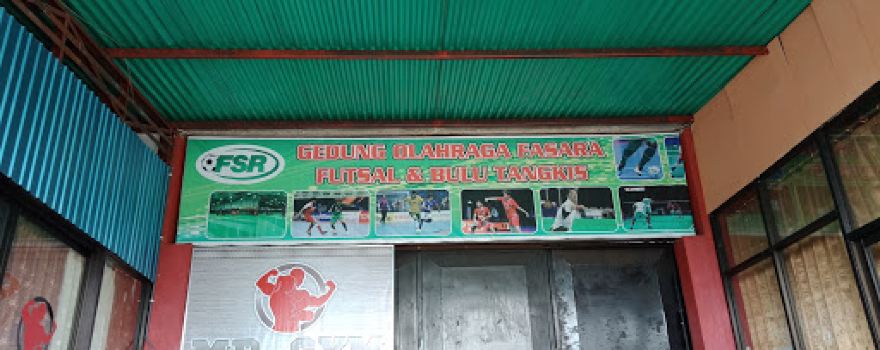 FSR
GEDUNG OLAHRAGA FASARA
FUTSAL & BULU TANGKIS